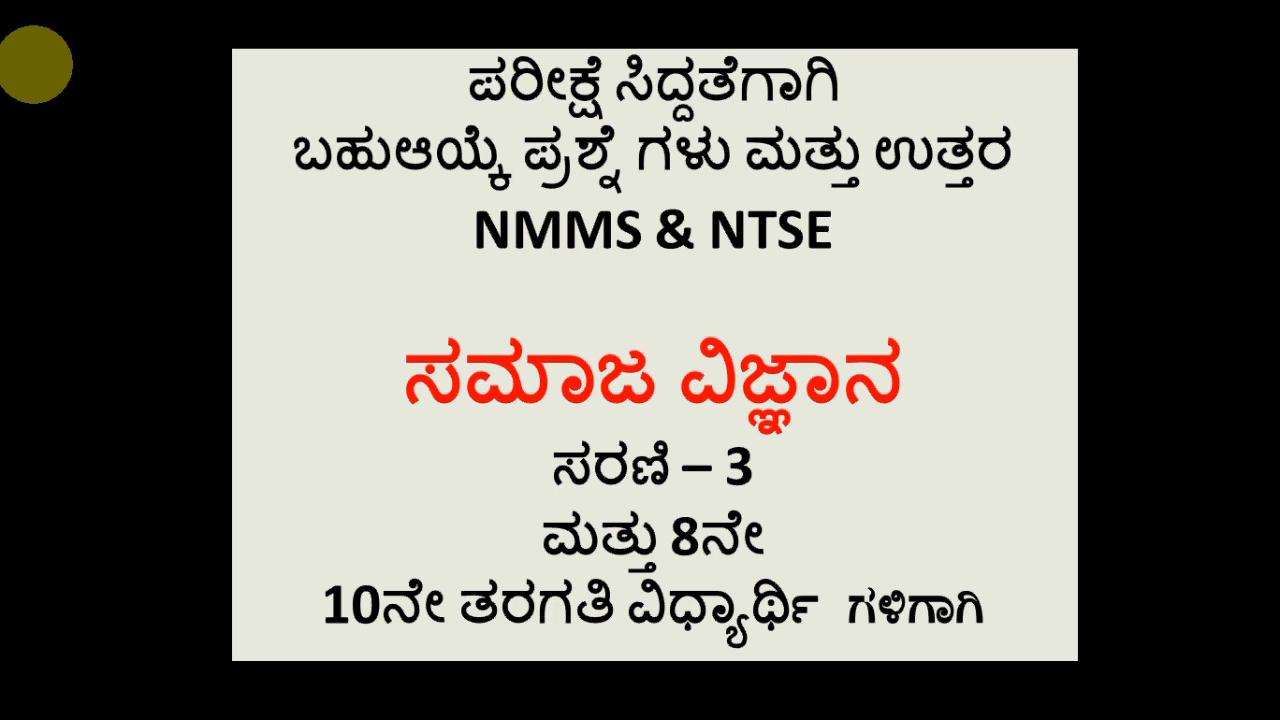 ಪರೀಕ್ಷೆ ಸಿದ್ದತೆಗಾಗಿ
ಬಹುಆಯ್ಕೆ ಪ್ರಶ್ನೆ ಗಳು ಮತ್ತು ಉತ್ತರ
NMMS & NTSE
ಸಮಾಜ ವಿಜ್ಞಾನ
ಸರಣಿ – 3
ಮತ್ತು 8ನೇ
10ನೇ ತರಗತಿ ವಿಧ್ಯಾರ್ಥಿ ಗಳಿಗಾಗಿ